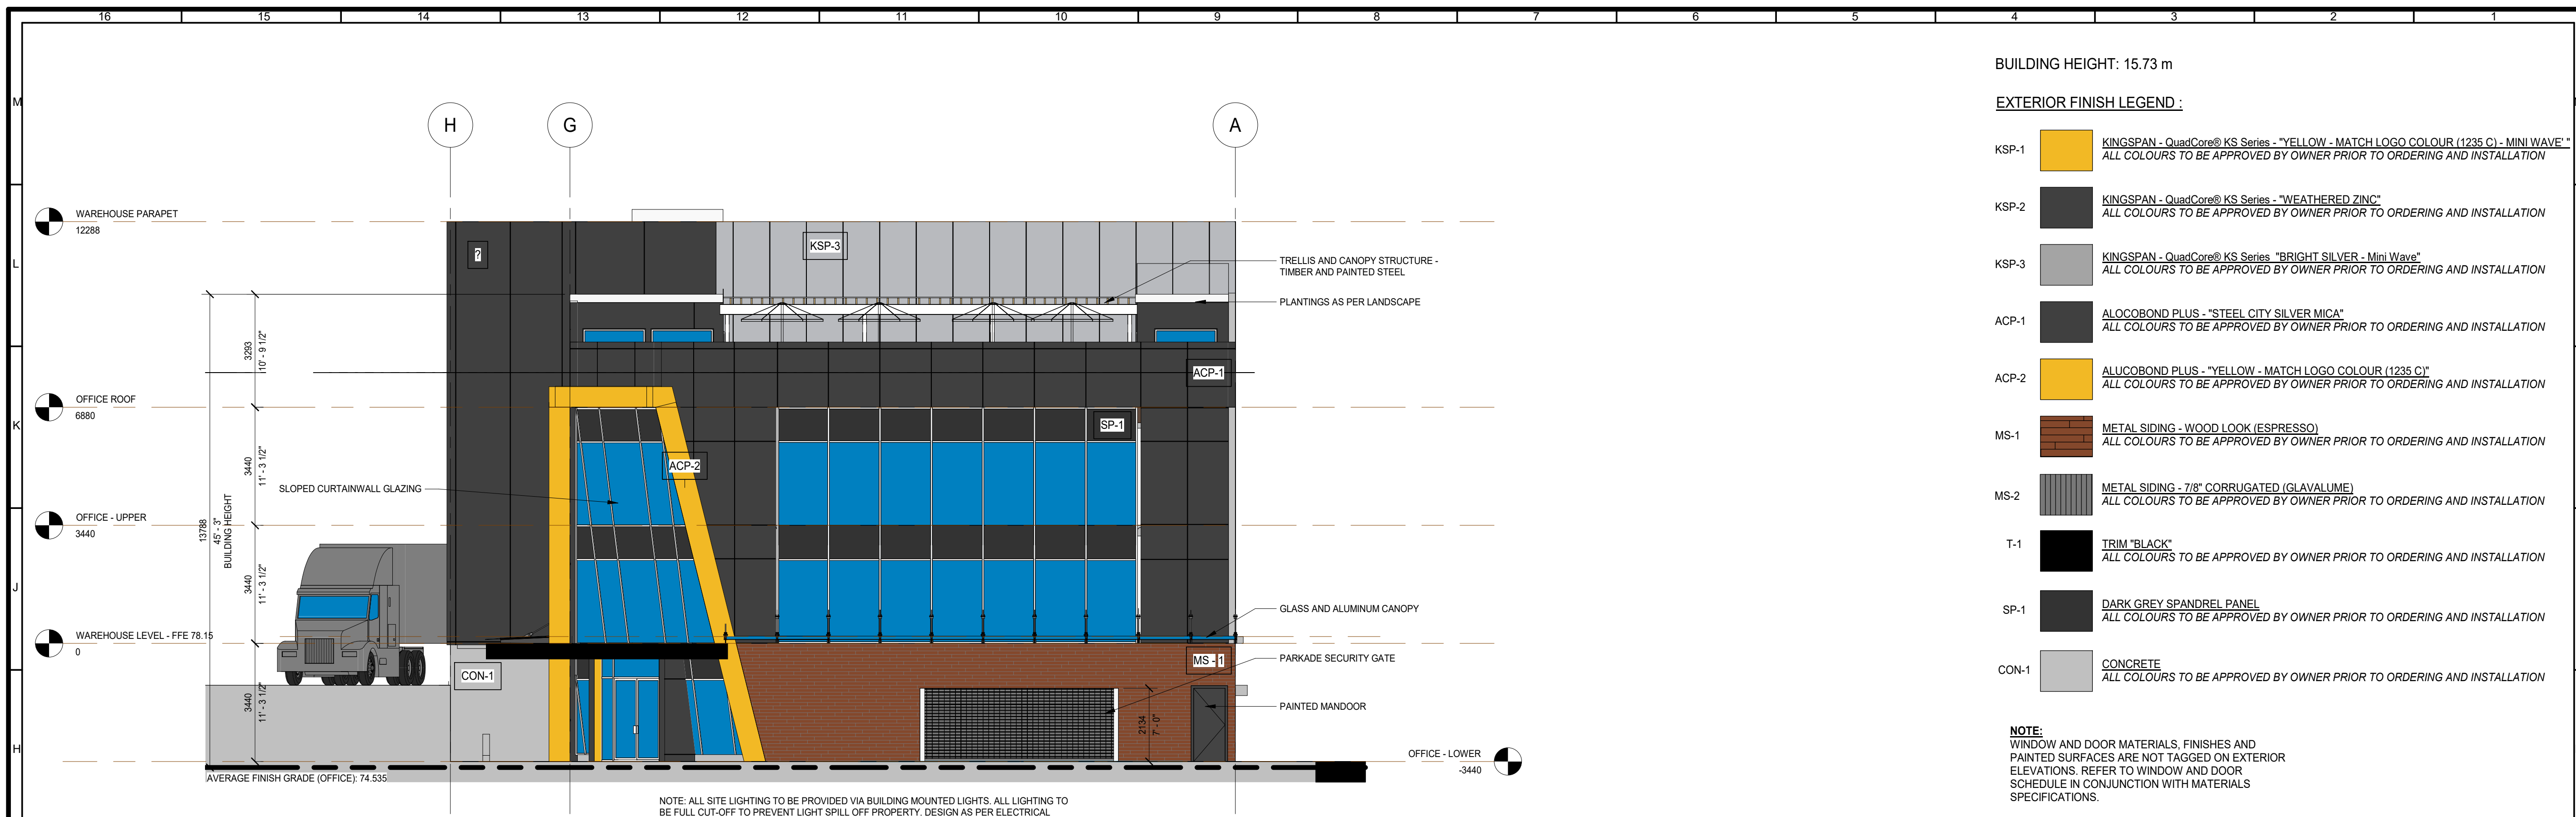 16 15 14 13 12 11 10 9 8 7 6 5 4 3 2 1
M
L
K
J
H
H G A
WAREHOUSE PARAPET
12288
OFFICE ROOF
6880
OFFICE - UPPER
3440
WAREHOUSE LEVEL - FFE 78.15
0
OFFICE - LOWER
-3440
13788
45' - 3"
BUILDING HEIGHT
3293
10' - 9 1/2"
3440
11' - 3 1/2"
3440
11' - 3 1/2"
3440
11' - 3 1/2"
?
KSP-3
ACP-1
SP-1
ACP-2
MS - 1
CON-1
SLOPED CURTAINWALL GLAZING
TRELLIS AND CANOPY STRUCTURE -
TIMBER AND PAINTED STEEL
PLANTINGS AS PER LANDSCAPE
GLASS AND ALUMINUM CANOPY
PARKADE SECURITY GATE
PAINTED MANDOOR
2134
7' - 0"
AVERAGE FINISH GRADE (OFFICE): 74.535
NOTE: ALL SITE LIGHTING TO BE PROVIDED VIA BUILDING MOUNTED LIGHTS. ALL LIGHTING TO
BE FULL CUT-OFF TO PREVENT LIGHT SPILL OFF PROPERTY. DESIGN AS PER ELECTRICAL
BUILDING HEIGHT: 15.73 m
EXTERIOR FINISH LEGEND :
KSP-1
KINGSPAN - QuadCore® KS Series - "YELLOW - MATCH LOGO COLOUR (1235 C) - MINI WAVE' "
ALL COLOURS TO BE APPROVED BY OWNER PRIOR TO ORDERING AND INSTALLATION
KSP-2
KINGSPAN - QuadCore® KS Series - "WEATHERED ZINC"
ALL COLOURS TO BE APPROVED BY OWNER PRIOR TO ORDERING AND INSTALLATION
KSP-3
KINGSPAN - QuadCore® KS Series "BRIGHT SILVER - Mini Wave"
ALL COLOURS TO BE APPROVED BY OWNER PRIOR TO ORDERING AND INSTALLATION
ACP-1
ALOCOBOND PLUS - "STEEL CITY SILVER MICA"
ALL COLOURS TO BE APPROVED BY OWNER PRIOR TO ORDERING AND INSTALLATION
ACP-2
ALUCOBOND PLUS - "YELLOW - MATCH LOGO COLOUR (1235 C)"
ALL COLOURS TO BE APPROVED BY OWNER PRIOR TO ORDERING AND INSTALLATION
MS-1
METAL SIDING - WOOD LOOK (ESPRESSO)
ALL COLOURS TO BE APPROVED BY OWNER PRIOR TO ORDERING AND INSTALLATION
MS-2
METAL SIDING - 7/8" CORRUGATED (GLAVALUME)
ALL COLOURS TO BE APPROVED BY OWNER PRIOR TO ORDERING AND INSTALLATION
T-1
TRIM "BLACK"
ALL COLOURS TO BE APPROVED BY OWNER PRIOR TO ORDERING AND INSTALLATION
SP-1
DARK GREY SPANDREL PANEL
ALL COLOURS TO BE APPROVED BY OWNER PRIOR TO ORDERING AND INSTALLATION
CON-1
CONCRETE
ALL COLOURS TO BE APPROVED BY OWNER PRIOR TO ORDERING AND INSTALLATION
NOTE:
WINDOW AND DOOR MATERIALS, FINISHES AND
PAINTED SURFACES ARE NOT TAGGED ON EXTERIOR
ELEVATIONS. REFER TO WINDOW AND DOOR
SCHEDULE IN CONJUNCTION WITH MATERIALS
SPECIFICATIONS.